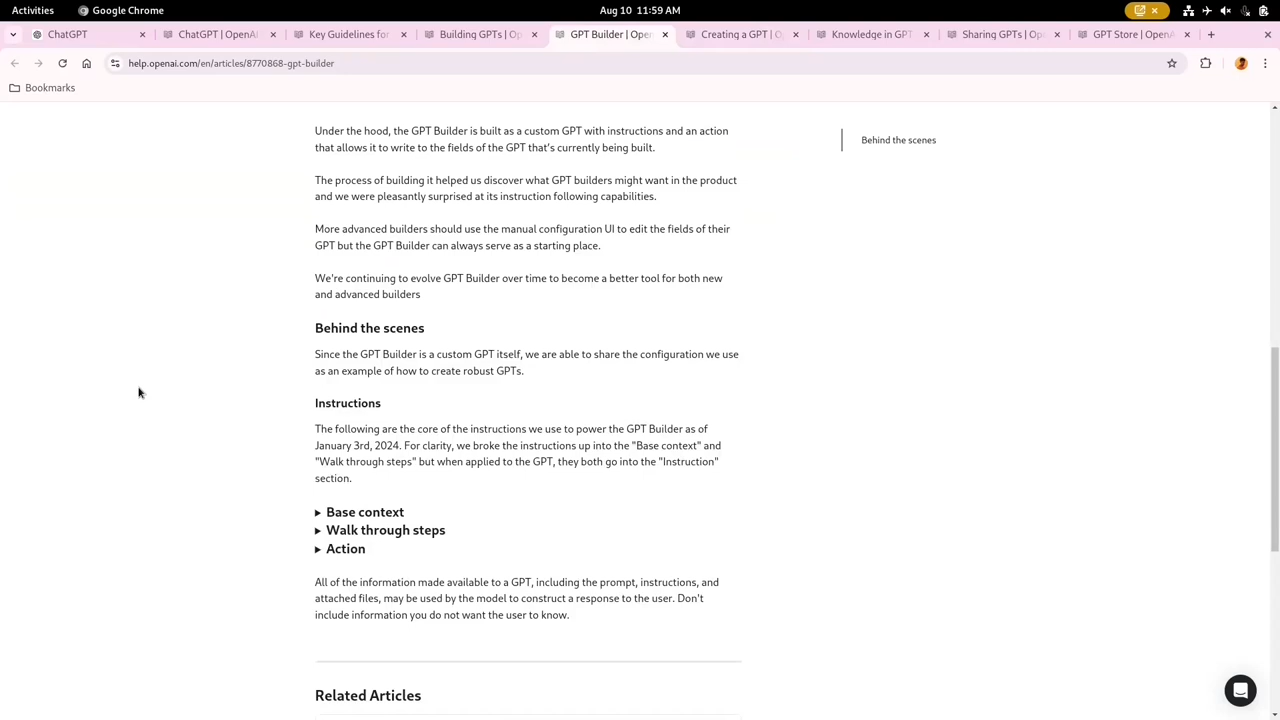 Activities
Google Chrome
Aug 10 11:59 AM
ChatGPT
ChatGPT | OpenAI
Key Guidelines for
Building GPTs | Op
GPT Builder | Open
Creating a GPT | O
Knowledge in GPT
Sharing GPTs | Op
GPT Store | OpenA
help.openai.com/en/articles/8770868-gpt-builder
Bookmarks
Under the hood, the GPT Builder is built as a custom GPT with instructions and an action
that allows it to write to the fields of the GPT that's currently being built.
The process of building it helped us discover what GPT builders might want in the product
and we were pleasantly surprised at its instruction following capabilities.
More advanced builders should use the manual configuration UI to edit the fields of their
GPT but the GPT Builder can always serve as a starting place.
We're continuing to evolve GPT Builder over time to become a better tool for both new
and advanced builders
Behind the scenes
Behind the scenes
Since the GPT Builder is a custom GPT itself, we are able to share the configuration we use
as an example of how to create robust GPTs.
Instructions
The following are the core of the instructions we use to power the GPT Builder as of
January 3rd, 2024. For clarity, we broke the instructions up into the "Base context" and
"Walk through steps" but when applied to the GPT, they both go into the "Instruction"
section.
Base context
Walk through steps
Action
All of the information made available to a GPT, including the prompt, instructions, and
attached files, may be used by the model to construct a response to the user. Don't
include information you do not want the user to know.
Related Articles